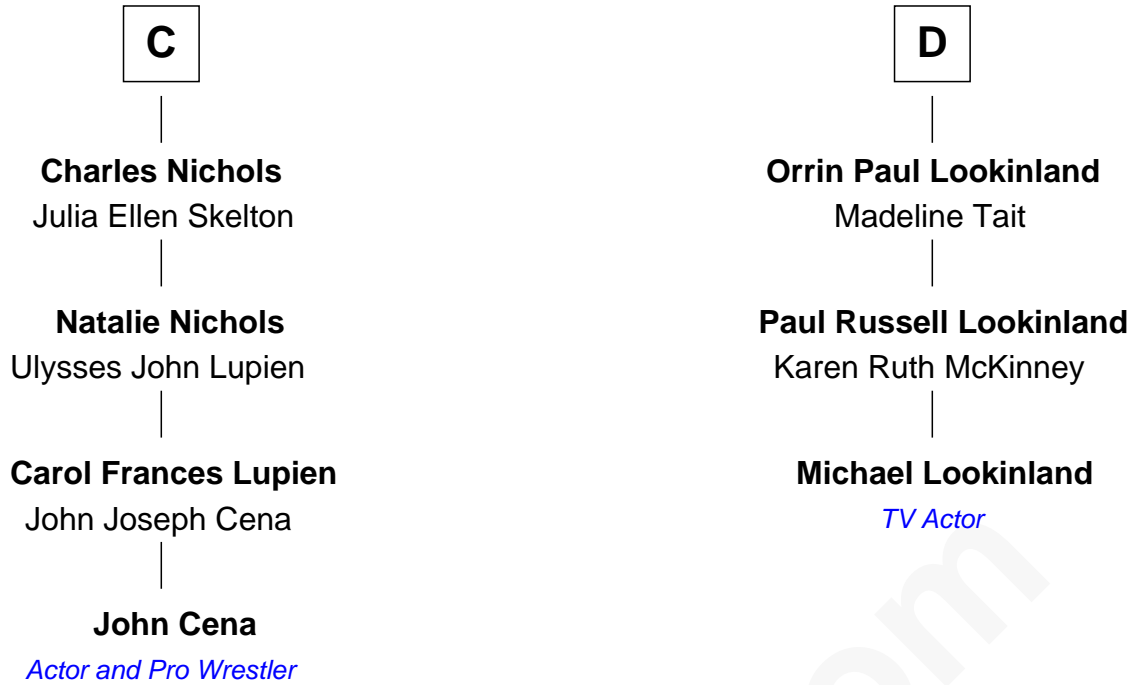 C
Charles Nichols
Julia Ellen Skelton
Natalie Nichols
Ulysses John Lupien
Carol Frances Lupien
John Joseph Cena
John Cena
Actor and Pro Wrestler
D
Orrin Paul Lookinland
Madeline Tait
Paul Russell Lookinland
Karen Ruth McKinney
Michael Lookinland
TV Actor
om